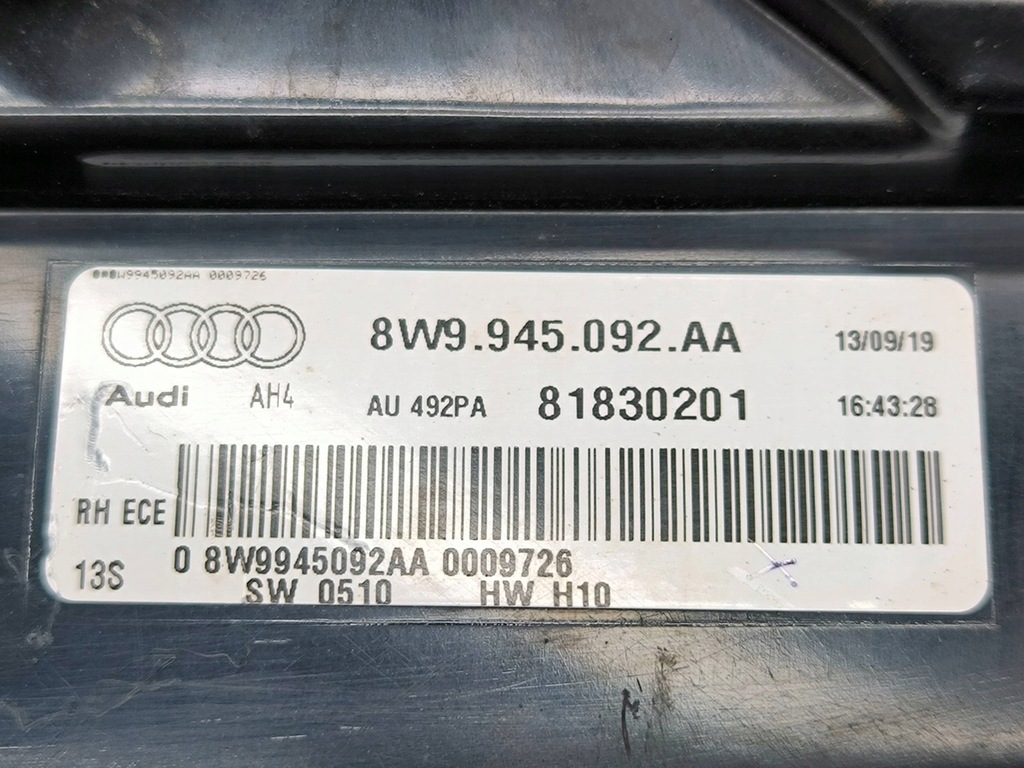 8W9945092AA 0009726
8W9.945.092.AA 13/09/19
Audi AH4 AU 492PA 81830201 16:43:28
RH ECE
13S 0 8W9945092AA 0009726
SW 0510 HW H10